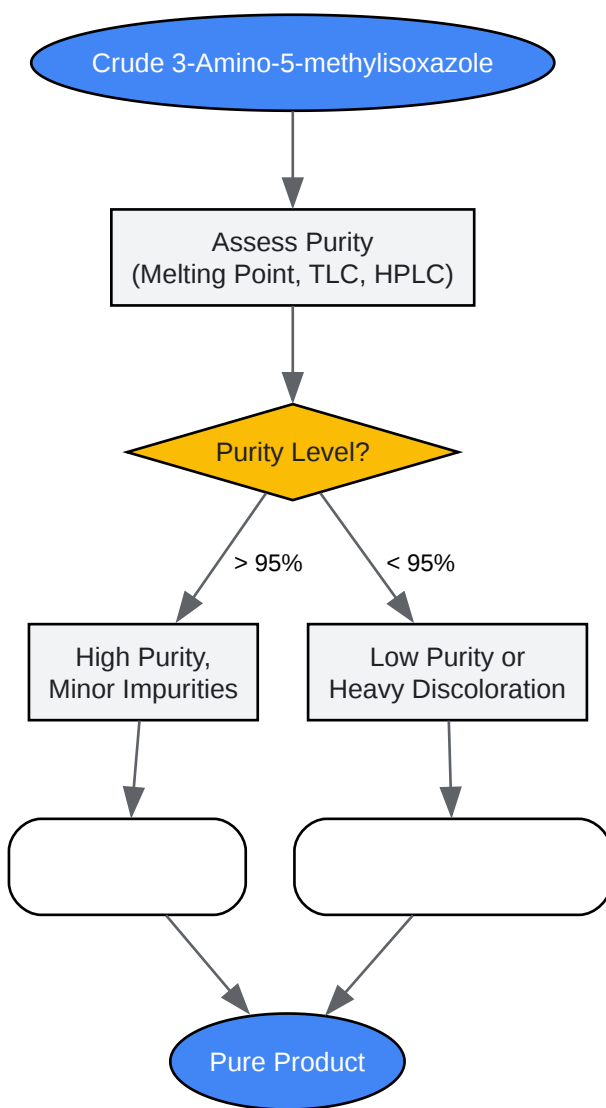 Crude 3-Amino-5-methylisoxazole
Assess Purity
(Melting Point, TLC, HPLC)
Purity Level?
> 95%
< 95%
High Purity,
Minor Impurities
Low Purity or
Heavy Discoloration
Pure Product